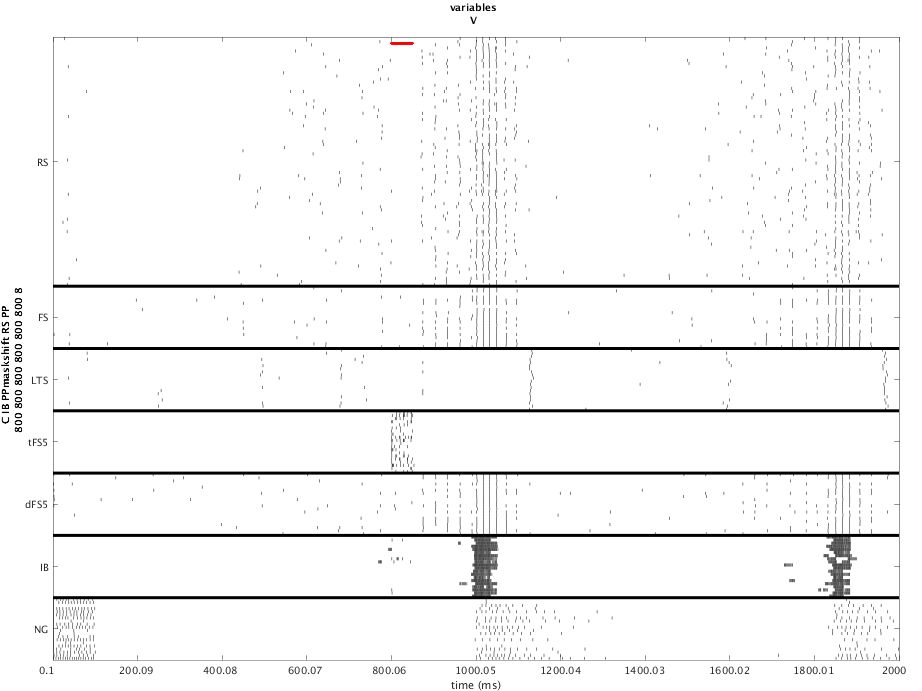 variables
V
C IB PPmaskshift RS PP
800 800 800 800 800 800 800 8
RS
FS
LTS
tFS5
dFS5
IB
NG
0.1 200.09 400.08 600.07 800.06 1000.05 1200.04 1400.03 1600.02 1800.01 2000
time (ms)